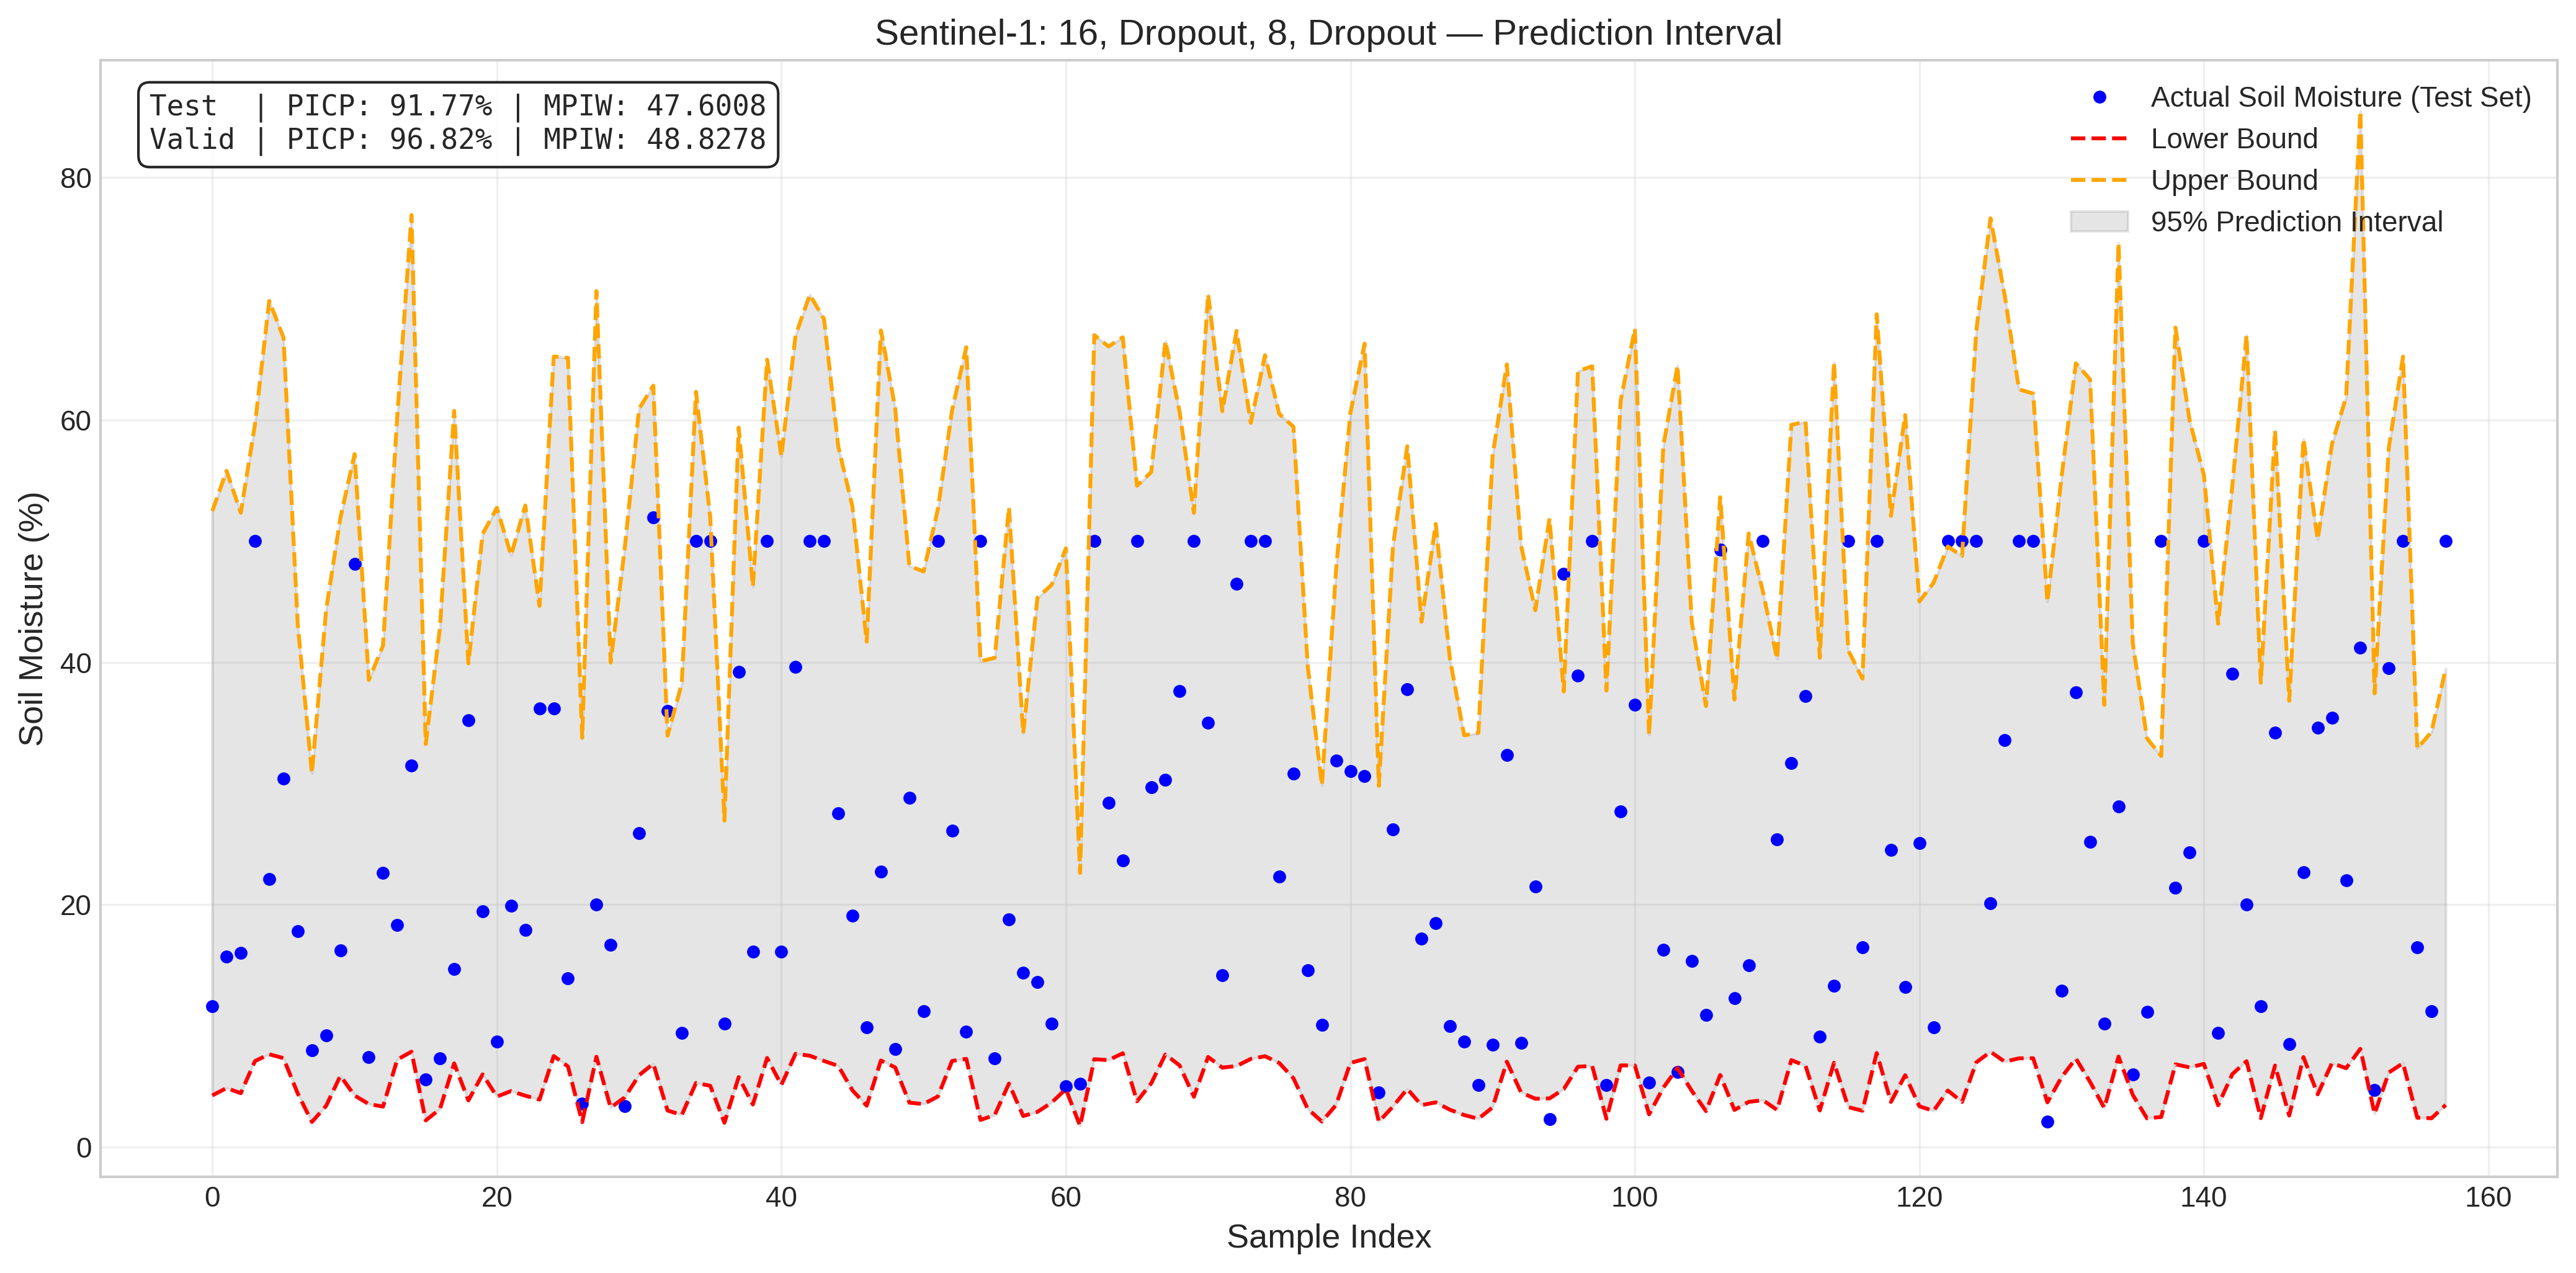 Sentinel-1: 16, Dropout, 8, Dropout — Prediction Interval
Test | PICP: 91.77% | MPIW: 47.6008
Valid | PICP: 96.82% | MPIW: 48.8278
Actual Soil Moisture (Test Set)
Lower Bound
Upper Bound
95% Prediction Interval
Soil Moisture (%)
80
60
40
20
0
0 20 40 60 80 100 120 140 160
Sample Index